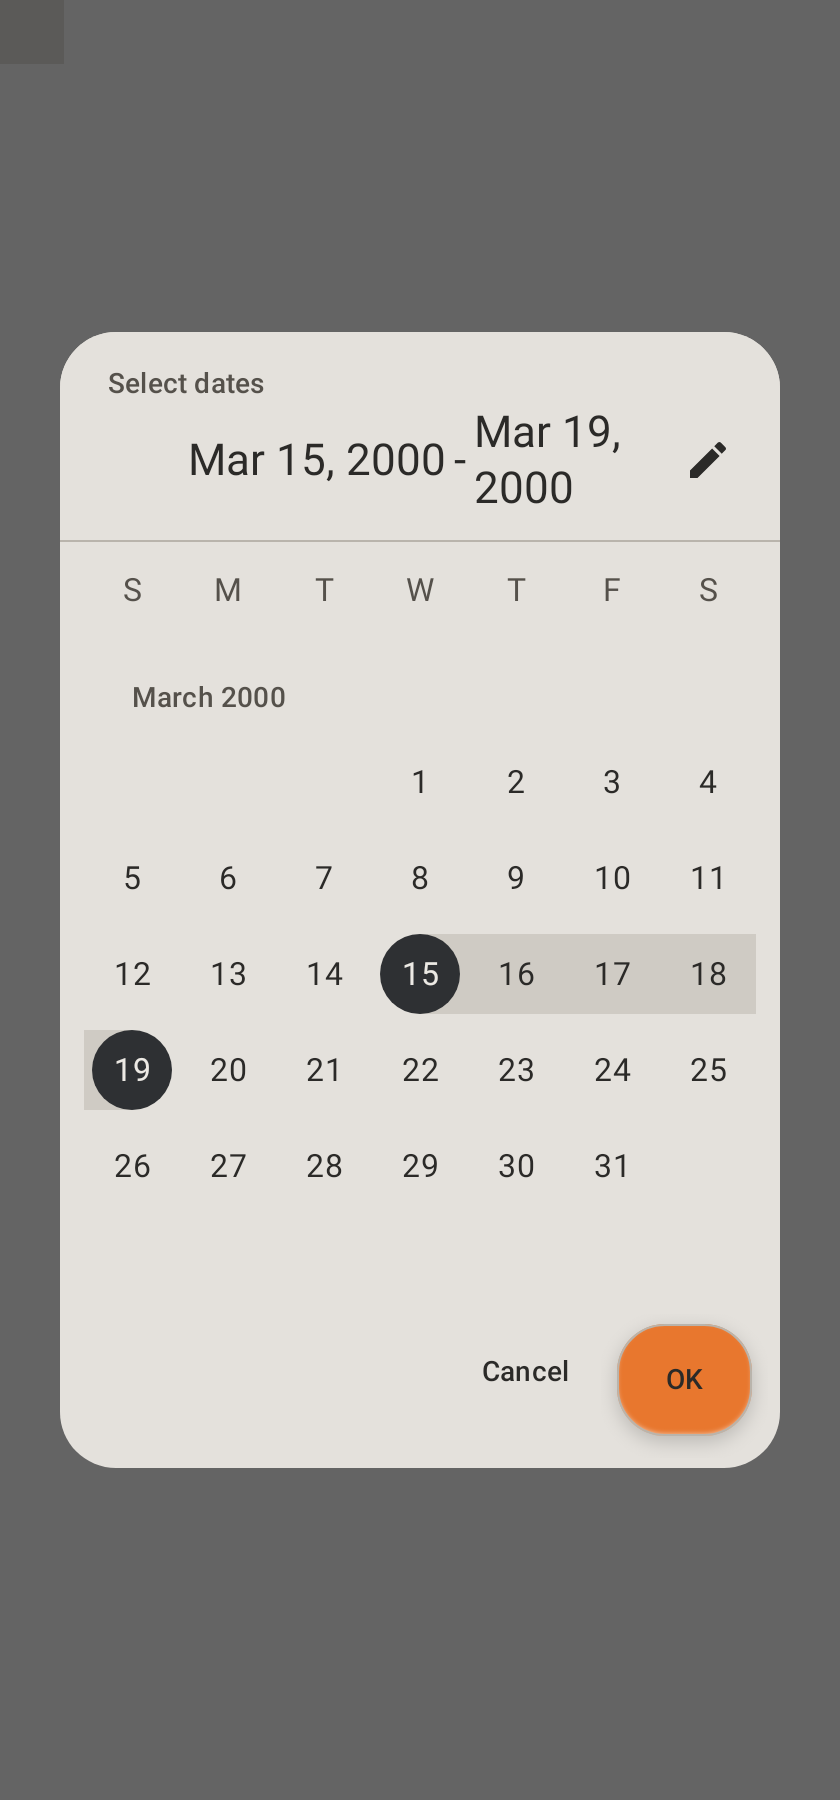 Select dates
Mar 15, 2000 - Mar 19,
2000
S M T W T F S
March 2000
1 2 3 4
5 6 7 8 9 10 11
12 13 14 15 16 17 18
19 20 21 22 23 24 25
26 27 28 29 30 31
Cancel OK